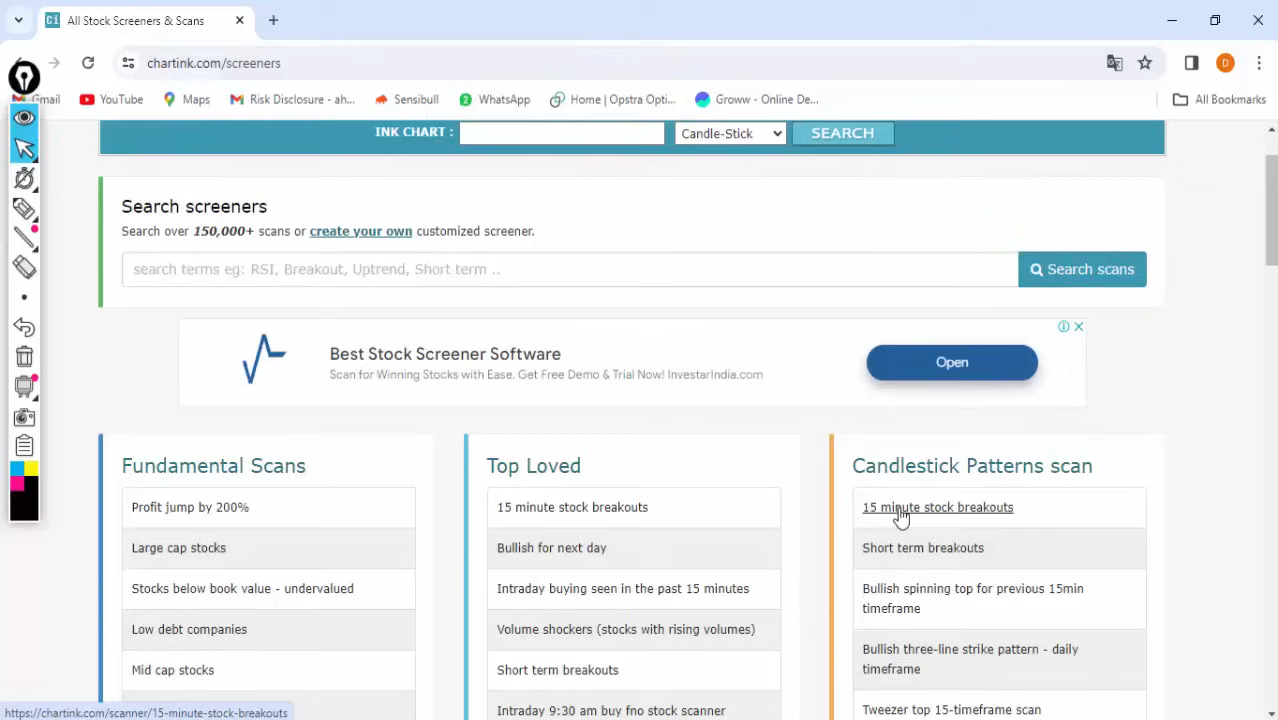 Ci All Stock Screeners & Scans
chartink.com/screeners
D
Gmail YouTube Maps Risk Disclosure - ah... Sensibull 2 WhatsApp Home | Opstra Opti... Groww - Online De... All Bookmarks
INK CHART : Candle-Stick SEARCH
Search screeners
Search over 150,000+ scans or create your own customized screener.
search terms eg: RSI, Breakout, Uptrend, Short term .. Search scans
Best Stock Screener Software
Scan for Winning Stocks with Ease. Get Free Demo & Trial Now! InvestarIndia.com
Open
Fundamental Scans
Profit jump by 200%
Large cap stocks
Stocks below book value - undervalued
Low debt companies
Mid cap stocks
Top Loved
15 minute stock breakouts
Bullish for next day
Intraday buying seen in the past 15 minutes
Volume shockers (stocks with rising volumes)
Short term breakouts
Intraday 9:30 am buy fno stock scanner
Candlestick Patterns scan
15 minute stock breakouts
Short term breakouts
Bullish spinning top for previous 15min
timeframe
Bullish three-line strike pattern - daily
timeframe
Tweezer top 15-timeframe scan
https://chartink.com/scanner/15-minute-stock-breakouts